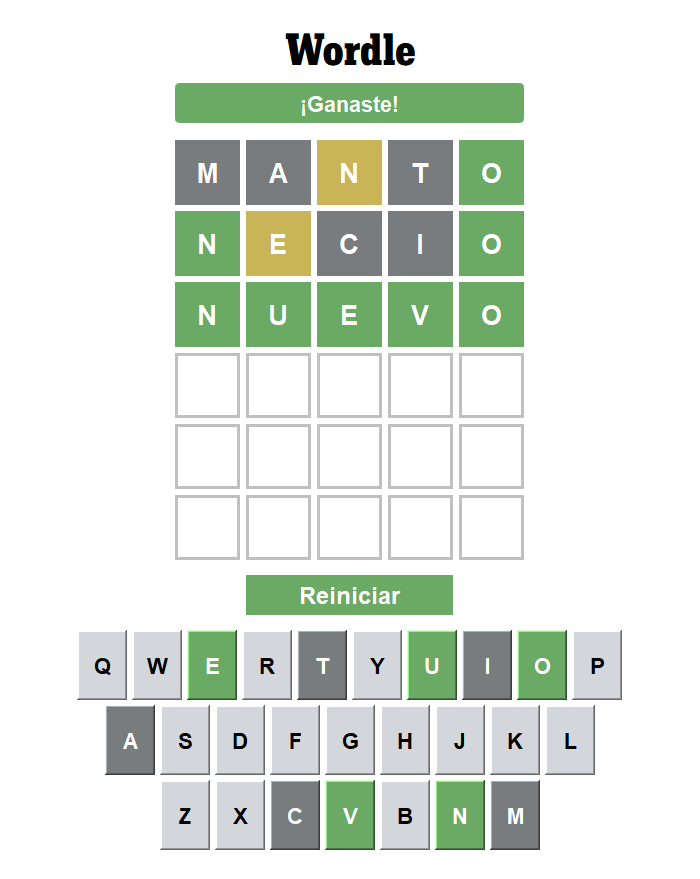 Wordle
¡Ganaste!
M A N T O
N E C I O
N U E V O
Reiniciar
Q W E R T Y U I O P
A S D F G H J K L
Z X C V B N M